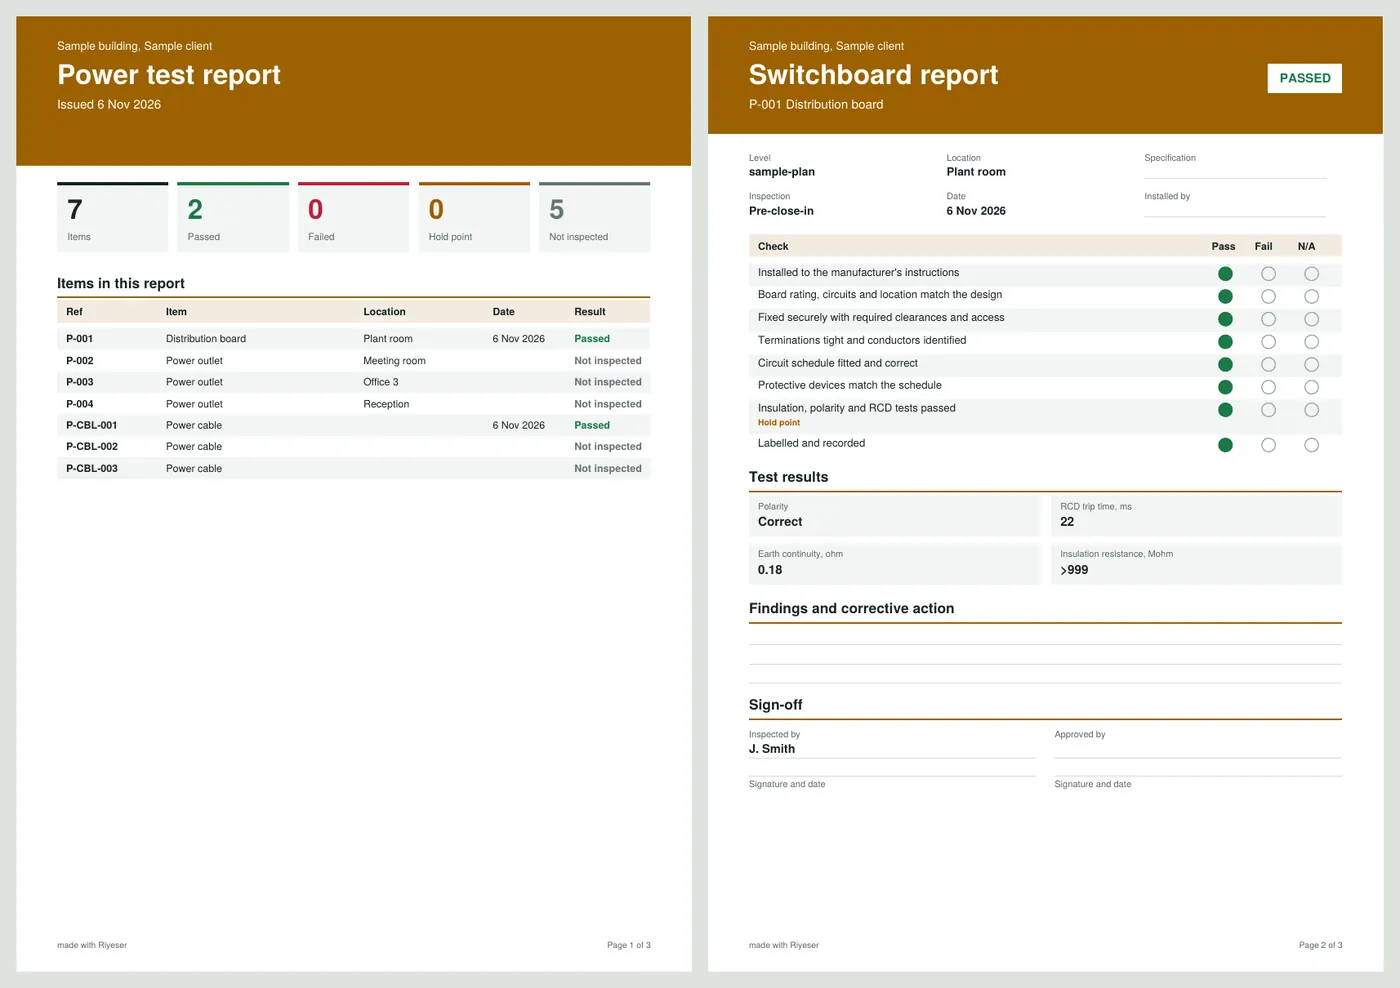 Sample building, Sample client
Power test report
Issued 6 Nov 2026
7 2 0 0 5
Items Passed Failed Hold point Not inspected
Items in this report
Ref Item Location Date Result
P-001 Distribution board Plant room 6 Nov 2026 Passed
P-002 Power outlet Meeting room Not inspected
P-003 Power outlet Office 3 Not inspected
P-004 Power outlet Reception Not inspected
P-CBL-001 Power cable 6 Nov 2026 Passed
P-CBL-002 Power cable Not inspected
P-CBL-003 Power cable Not inspected
made with Riyeser Page 1 of 3
Sample building, Sample client
Switchboard report PASSED
P-001 Distribution board
Level Location Specification
sample-plan Plant room
Inspection Date Installed by
Pre-close-in 6 Nov 2026
Check Pass Fail N/A
Installed to the manufacturer's instructions
Board rating, circuits and location match the design
Fixed securely with required clearances and access
Terminations tight and conductors identified
Circuit schedule fitted and correct
Protective devices match the schedule
Insulation, polarity and RCD tests passed
Hold point
Labelled and recorded
Test results
Polarity RCD trip time, ms
Correct 22
Earth continuity, ohm Insulation resistance, Mohm
0.18 >999
Findings and corrective action
Sign-off
Inspected by Approved by
J. Smith
Signature and date Signature and date
made with Riyeser Page 2 of 3